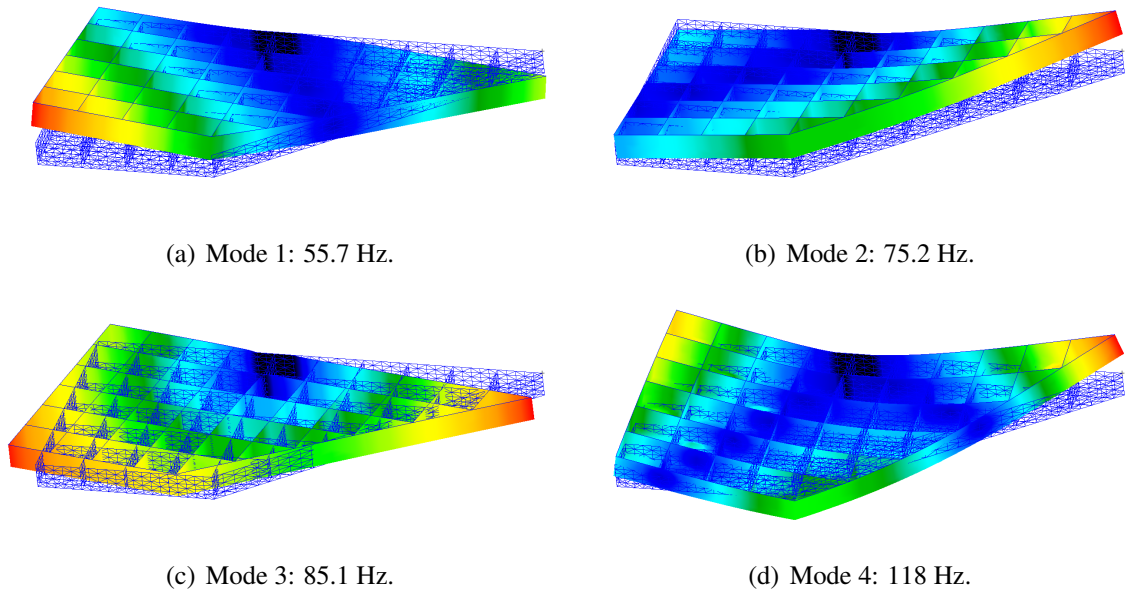 (a) Mode 1: 55.7 Hz.
(b) Mode 2: 75.2 Hz.
(c) Mode 3: 85.1 Hz.
(d) Mode 4: 118 Hz.